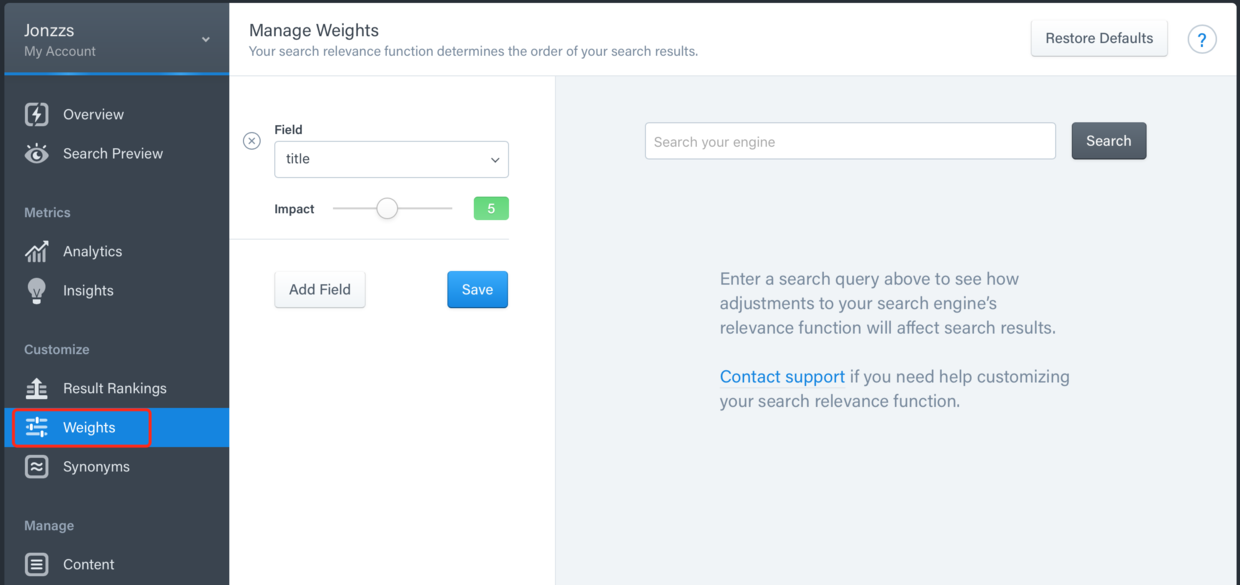 Jonzzs
My Account
Overview
Search Preview
Metrics
Analytics
Insights
Customize
Result Rankings
Weights
Synonyms
Manage
Content
Manage Weights
Your search relevance function determines the order of your search results.
Restore Defaults
?
Field
title
Impact
5
Add Field
Save
Search your engine
Search
Enter a search query above to see how
adjustments to your search engine's
relevance function will affect search results.
Contact support if you need help customizing
your search relevance function.